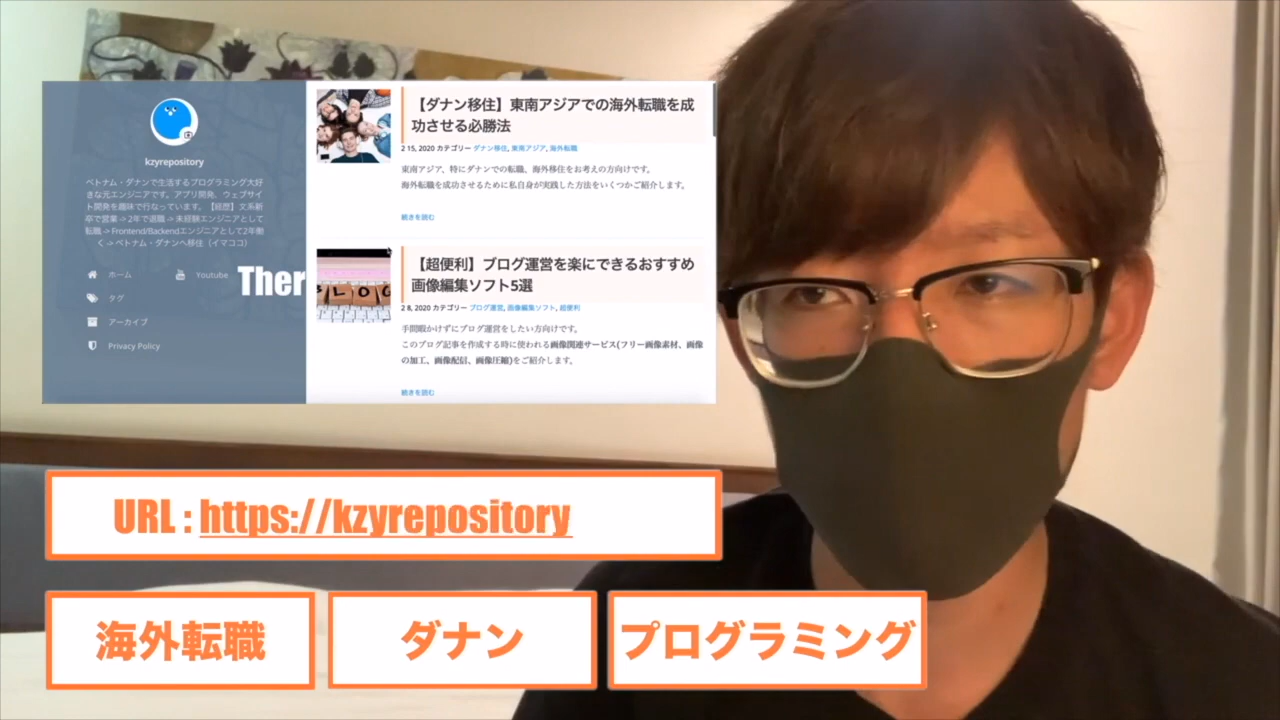 kzyrepository
ベトナム・ダナンで生活するプログラミング大好
きな元エンジニアです。アプリ開発、ウェブサイ
ト開発を趣味で行なっています。【経歴】文系新
卒で営業 -> 2年で退職 -> 未経験エンジニアとして
転職 -> Frontend/Backendエンジニアとして2年働
く -> ベトナム・ダナンへ移住（イマココ）
ホーム
Youtube
タグ
アーカイブ
Privacy Policy
Ther
【ダナン移住】東南アジアでの海外転職を成
功させる必勝法
2 15, 2020 カテゴリー ダナン移住, 東南アジア, 海外転職
東南アジア、特にダナンでの転職、海外移住をお考えの方向けです。
海外転職を成功させるために私自身が実践した方法をいくつかご紹介します。
続きを読む
【超便利】ブログ運営を楽にできるおすすめ
画像編集ソフト5選
2 8, 2020 カテゴリー ブログ運営, 画像編集ソフト, 超便利
手間暇かけずにブログ運営をしたい方向けです。
このブログ記事を作成する時に使われる画像関連サービス(フリー画像素材、画像
の加工、画像配信、画像圧縮)をご紹介します。
続きを読む
BLOG
URL : https://kzyrepository
海外転職
ダナン
プログラミング